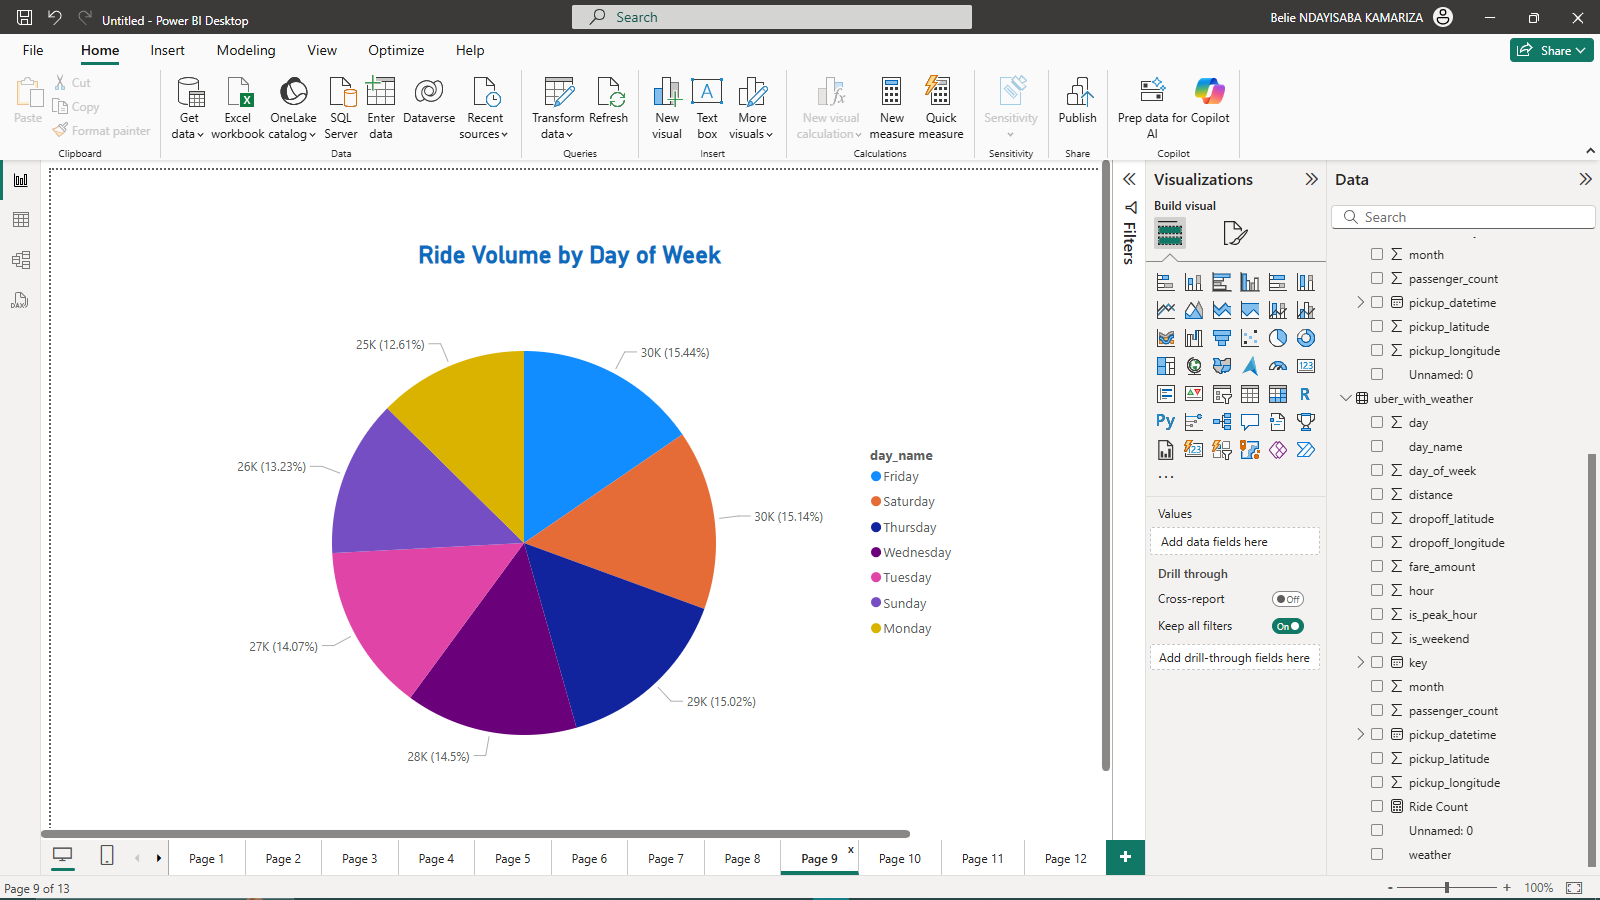 Untitled - Power BI Desktop
Search
Belie NDAYISABA KAMARIZA
File
Home
Insert
Modeling
View
Optimize
Help
Share
Paste
Cut
Copy
Format painter
Clipboard
Get data
Excel workbook
OneLake catalog
SQL Server
Enter data
Dataverse
Recent sources
Data
Transform data
Refresh
Queries
New visual
Text box
More visuals
Insert
New visual calculation
New measure
Quick measure
Calculations
Sensitivity
Sensitivity
Publish
Share
Prep data for AI
Copilot
Copilot
Ride Volume by Day of Week
25K (12.61%)
30K (15.44%)
26K (13.23%)
30K (15.14%)
27K (14.07%)
29K (15.02%)
28K (14.5%)
day_name
Friday
Saturday
Thursday
Wednesday
Tuesday
Sunday
Monday
Filters
Visualizations
Build visual
123
R
Py
123
Values
Add data fields here
Drill through
Cross-report
Off
Keep all filters
On
Add drill-through fields here
Data
Search
month
passenger_count
pickup_datetime
pickup_latitude
pickup_longitude
Unnamed: 0
uber_with_weather
day
day_name
day_of_week
distance
dropoff_latitude
dropoff_longitude
fare_amount
hour
is_peak_hour
is_weekend
key
month
passenger_count
pickup_datetime
pickup_latitude
pickup_longitude
Ride Count
Unnamed: 0
weather
Page 1
Page 2
Page 3
Page 4
Page 5
Page 6
Page 7
Page 8
Page 9
x
Page 10
Page 11
Page 12
+
Page 9 of 13
- + 100%